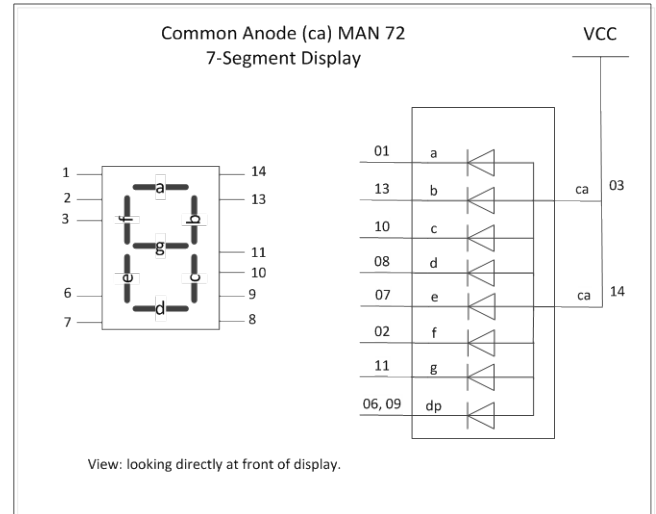 Common Anode (ca) MAN 72
7-Segment Display
VCC
1
2
3
6
7
14
13
11
10
9
8
a
f
b
g
e
c
d
01 a
13 b
10 c
08 d
07 e
02 f
11 g
06, 09 dp
ca 03
ca 14
View: looking directly at front of display.